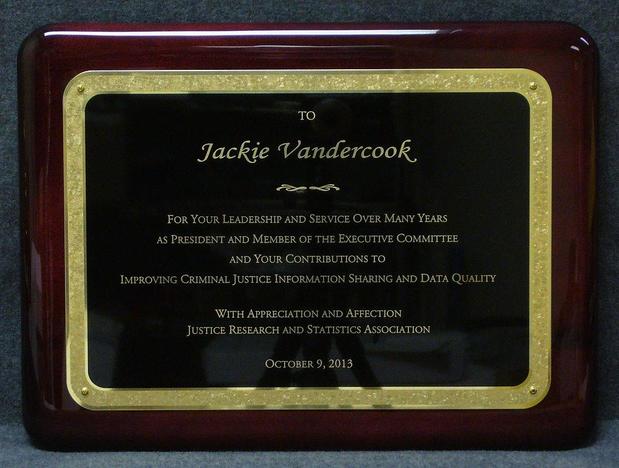 TO
Jackie Vandercook
For Your Leadership and Service Over Many Years
as President and Member of the Executive Committee
and Your Contributions to
Improving Criminal Justice Information Sharing and Data Quality
With Appreciation and Affection
Justice Research and Statistics Association
October 9, 2013